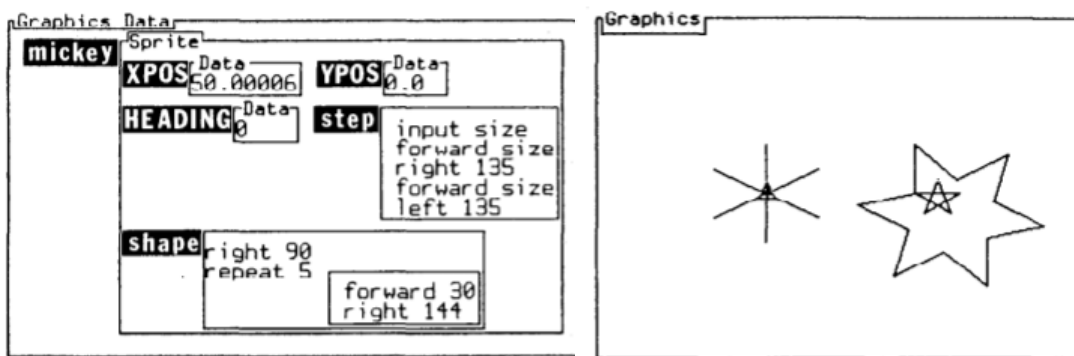 Graphics Data
Graphics
Sprite
mickey
XPOS Data 50.00006 YPOS Data 0.0
HEADING Data 0 step
input size
forward size
right 135
forward size
left 135
shape
right 90
repeat 5
forward 30
right 144